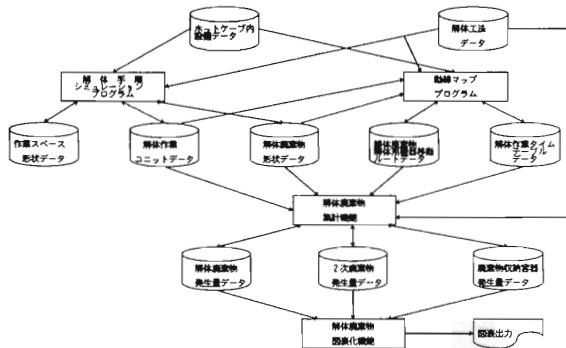 ホットケーブ内
設備データ
解体工法
データ
解体手順
シミュレーション
プログラム
動線マップ
プログラム
作業スペース
形状データ
解体作業
ユニットデータ
解体廃棄物
形状データ
解体廃棄物
ルートデータ
解体作業タイム
テーブル
データ
解体廃棄物
集計機能
解体廃棄物
発生量データ
2次廃棄物
発生量データ
廃棄物収納容器
発生量データ
解体廃棄物
図表化機能
図表出力